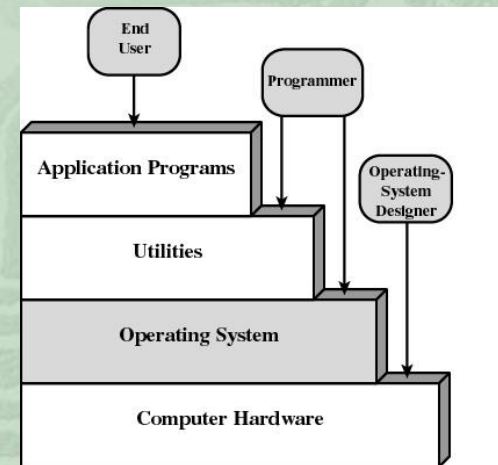 End
User
Programmer
Operating-
System
Designer
Application Programs
Utilities
Operating System
Computer Hardware